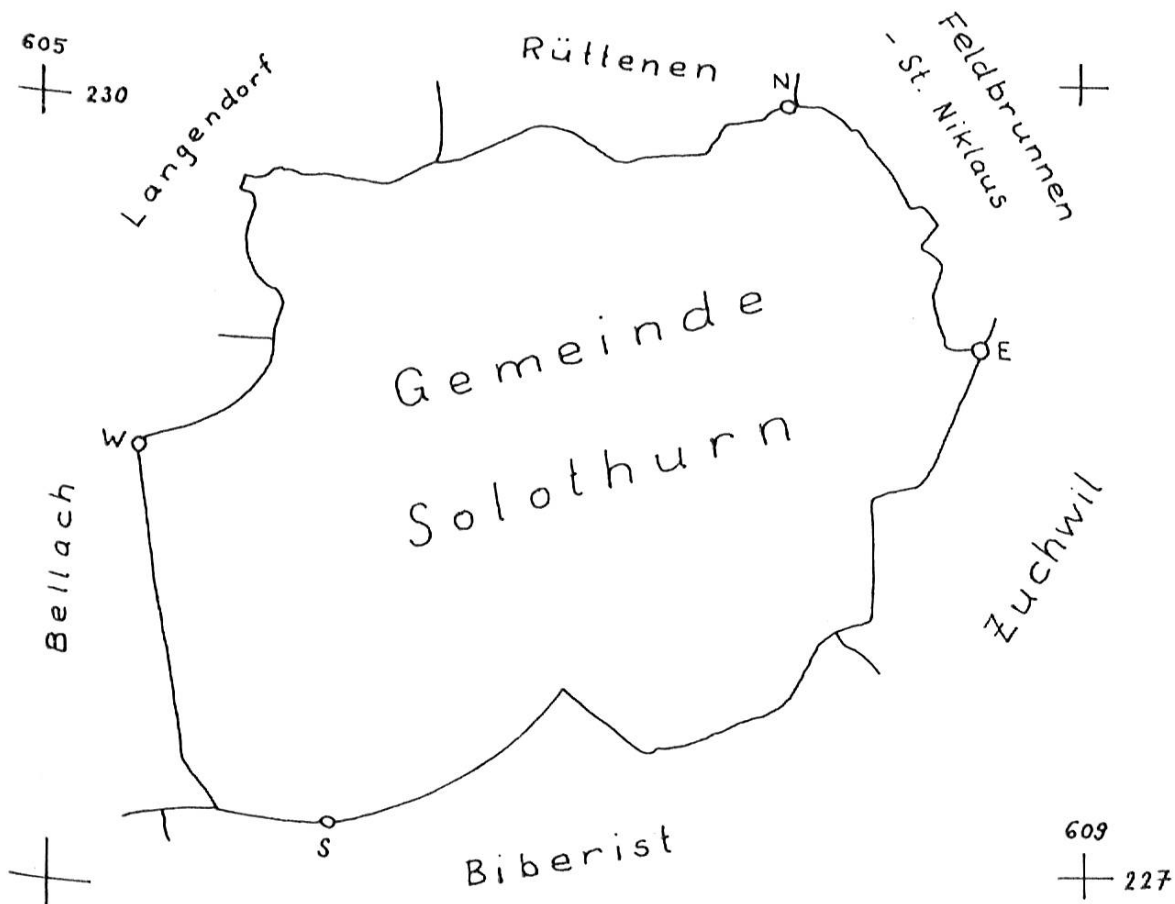 605
230
Langendorf
Rüttenen
N
Feldbrunnen
- St. Niklaus
Gemeinde
Solothurn
W
E
Bellach
Zuchwil
S
Biberist
609
227